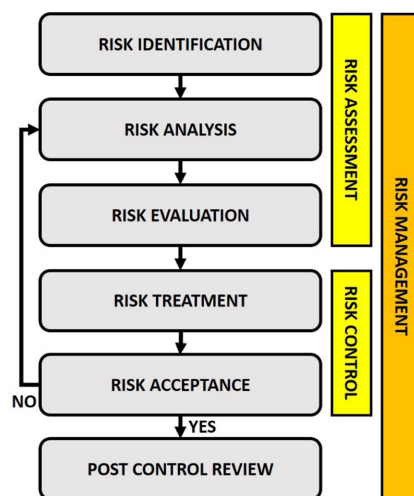 RISK IDENTIFICATION
RISK ANALYSIS
RISK EVALUATION
RISK TREATMENT
RISK ACCEPTANCE
NO
YES
POST CONTROL REVIEW
RISK ASSESSMENT
RISK CONTROL
RISK MANAGEMENT